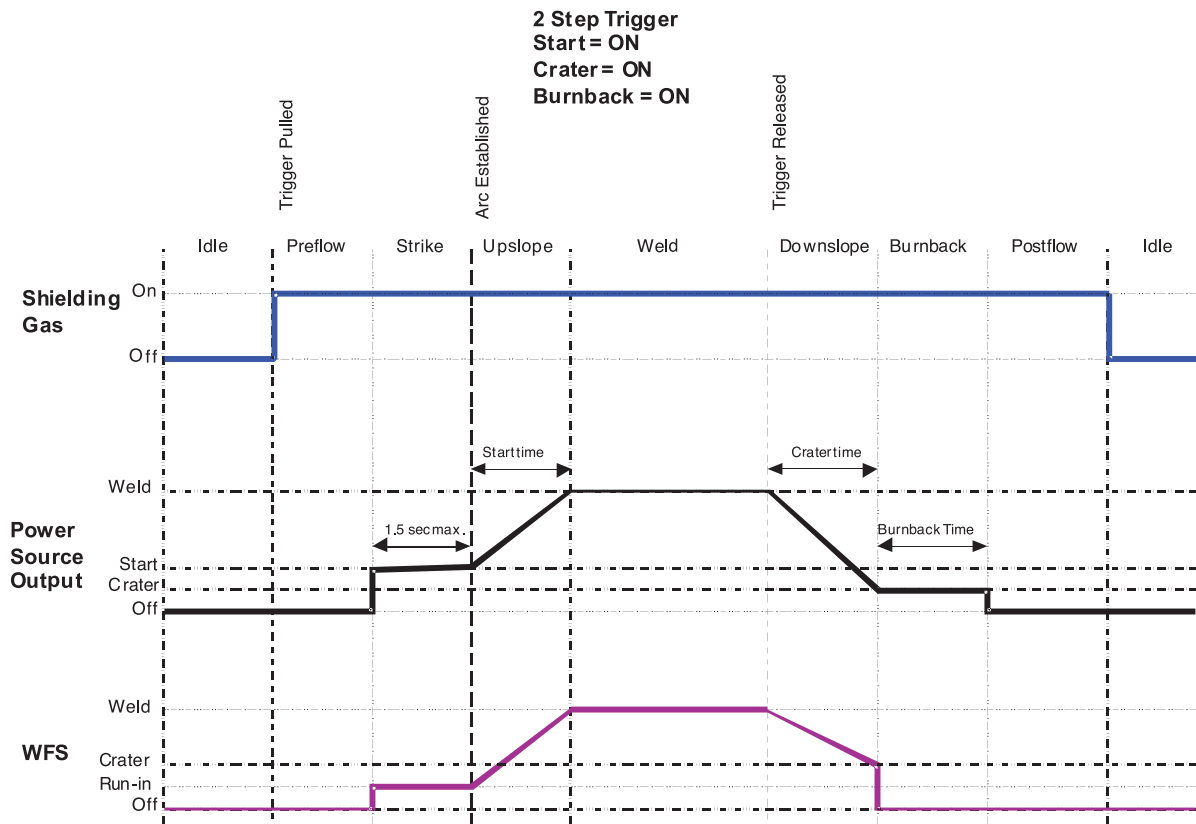 2 Step Trigger
Start = ON
Crater = ON
Burnback = ON
Trigger Pulled
Arc Established
Trigger Released
Idle
Preflow
Strike
Upslope
Weld
Downslope
Burnback
Postflow
Idle
Shielding
Gas
On
Off
Start time
Crater time
Weld
Power
Source
Output
1.5 sec max.
Burnback Time
Start
Crater
Off
WFS
Weld
Crater
Run-in
Off